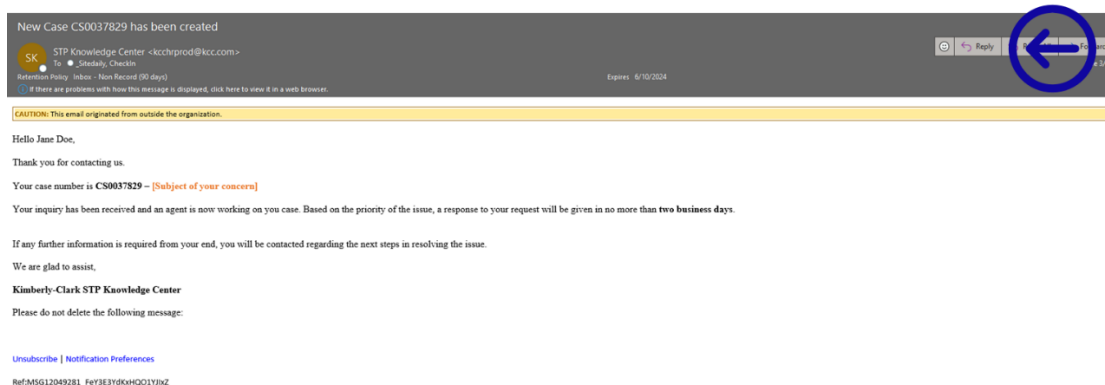 New Case CS0037829 has been created
SK
STP Knowledge Center <kcchrprod@kcc.com>
To _Sitedaily, Checkin
Reply
Retention Policy Inbox - Non Record (90 days)
Expires 6/10/2024
If there are problems with how this message is displayed, click here to view it in a web browser.
CAUTION: This email originated from outside the organization.
Hello Jane Doe,
Thank you for contacting us.
Your case number is CS0037829 – [Subject of your concern]
Your inquiry has been received and an agent is now working on you case. Based on the priority of the issue, a response to your request will be given in no more than two business days.
If any further information is required from your end, you will be contacted regarding the next steps in resolving the issue.
We are glad to assist,
Kimberly-Clark STP Knowledge Center
Please do not delete the following message:
Unsubscribe | Notification Preferences